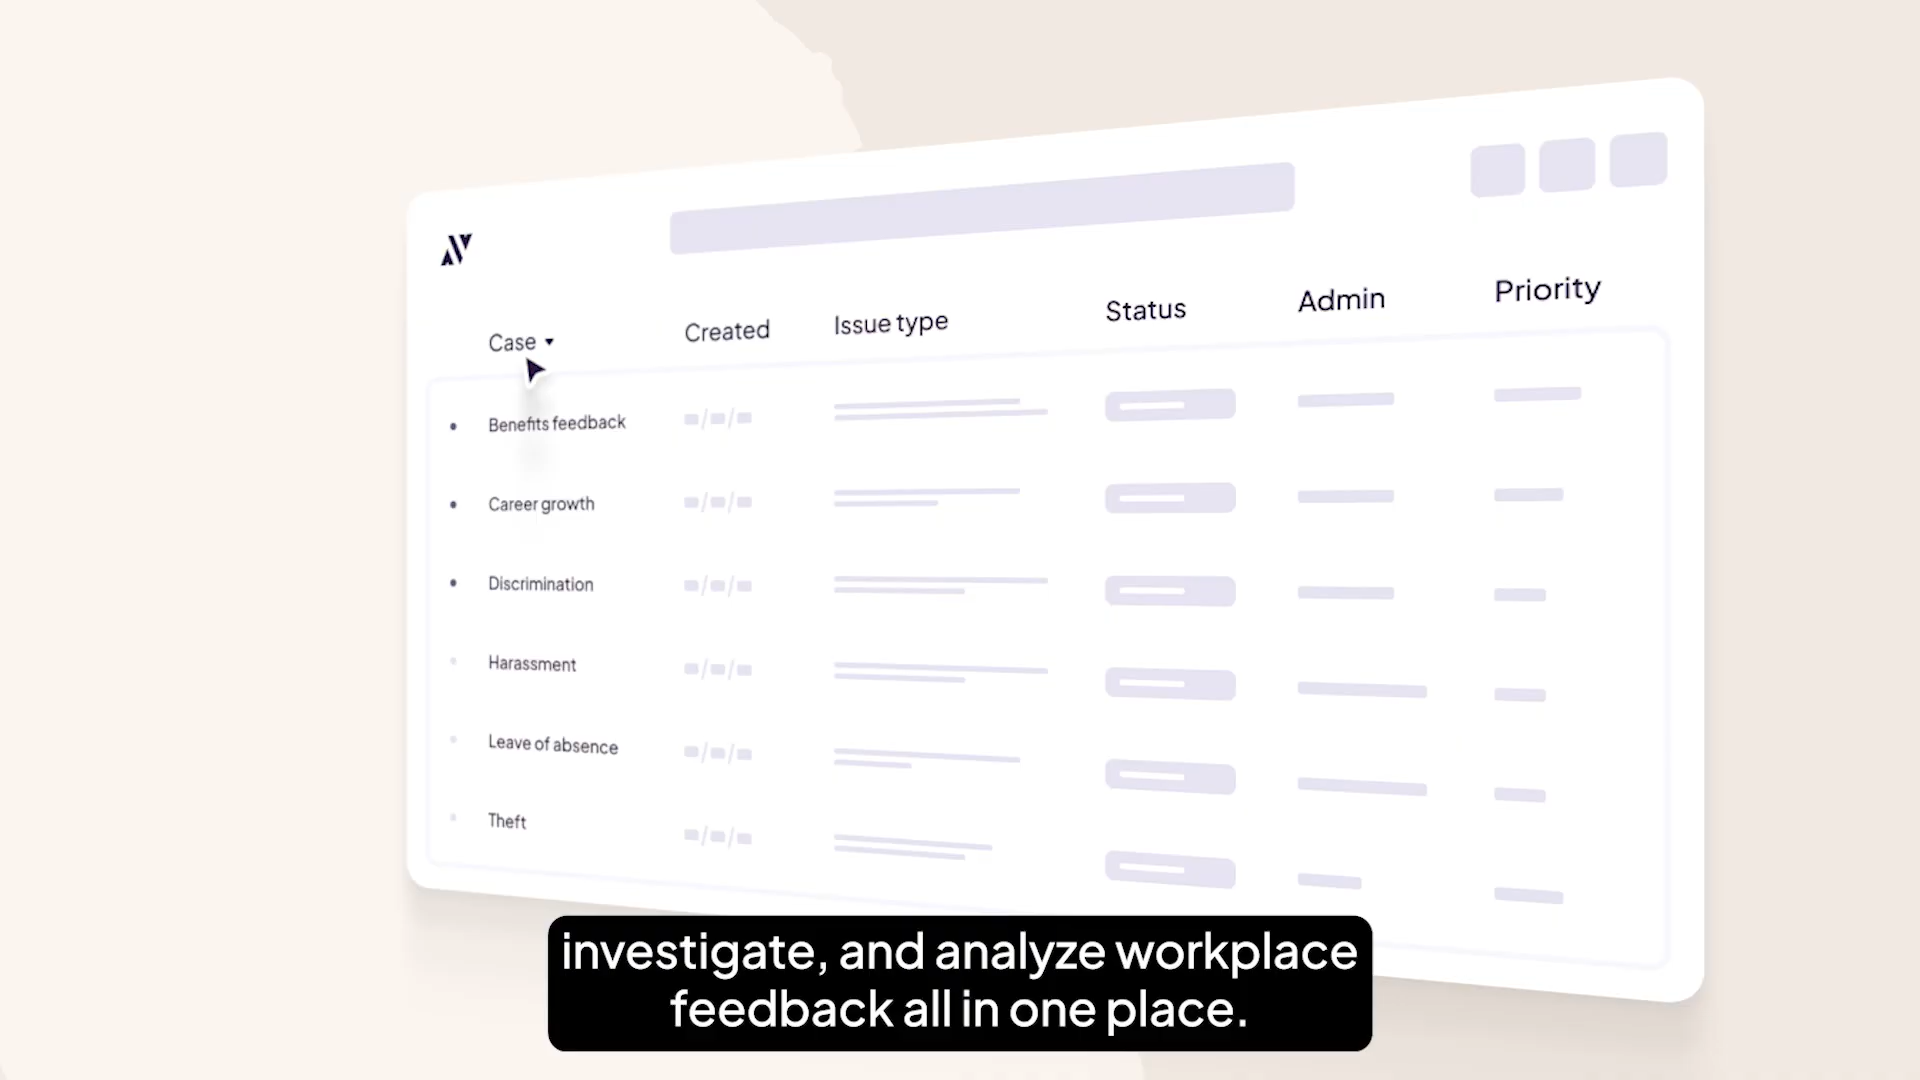 Case
Created
Issue type
Status
Admin
Priority
Benefits feedback
Career growth
Discrimination
Harassment
Leave of absence
Theft
investigate, and analyze workplace
feedback all in one place.